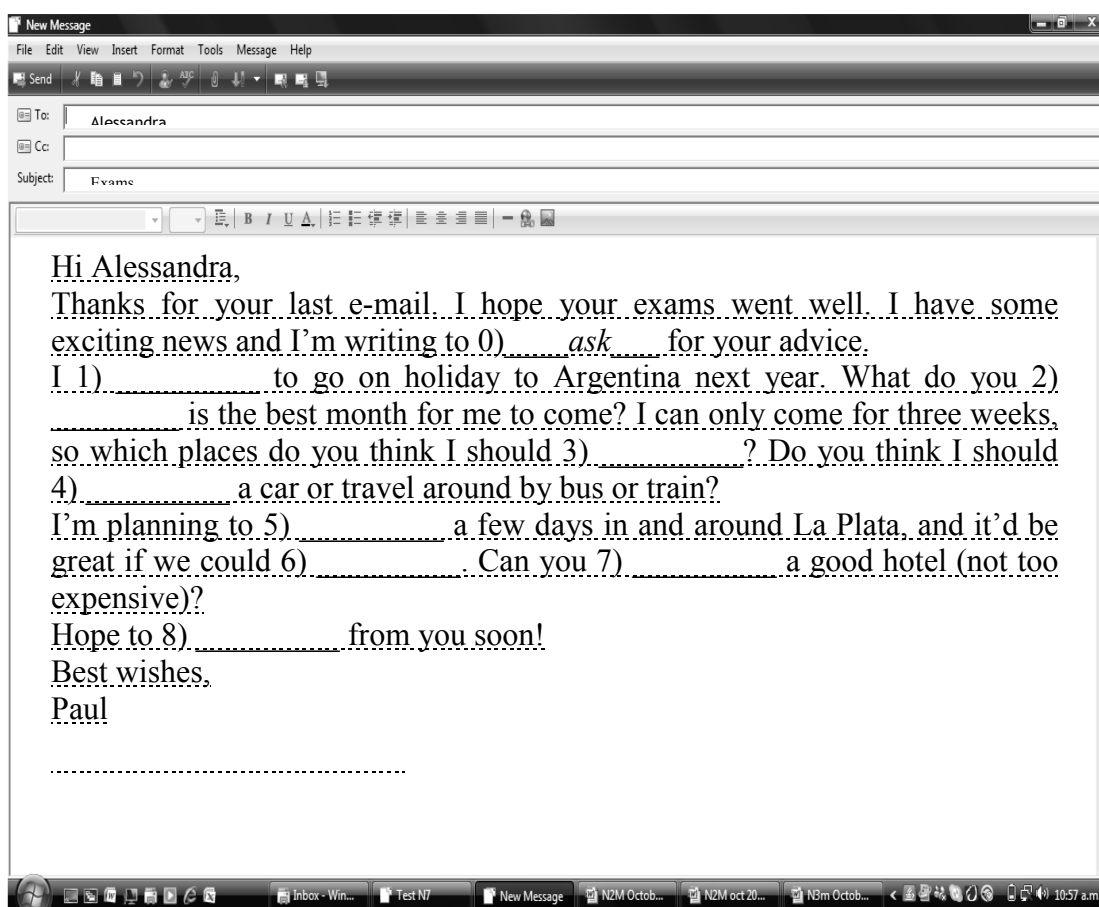 New Message
File Edit View Insert Format Tools Message Help
Send
To: Alessandra
Cc:
Subject: Exams
B I U A
Hi Alessandra,
Thanks for your last e-mail. I hope your exams went well. I have some
exciting news and I'm writing to 0)_____ask____ for your advice.
I 1) __________ to go on holiday to Argentina next year. What do you 2)
_________ is the best month for me to come? I can only come for three weeks,
so which places do you think I should 3) __________? Do you think I should
4)__________ a car or travel around by bus or train?
I'm planning to 5) __________ a few days in and around La Plata, and it'd be
great if we could 6) __________. Can you 7) __________ a good hotel (not too
expensive)?
Hope to 8)__________ from you soon!
Best wishes,
Paul
Inbox - Win... Test N7 New Message N2M Octob... N2M oct 20... N3m Octob... 10:57 a.m